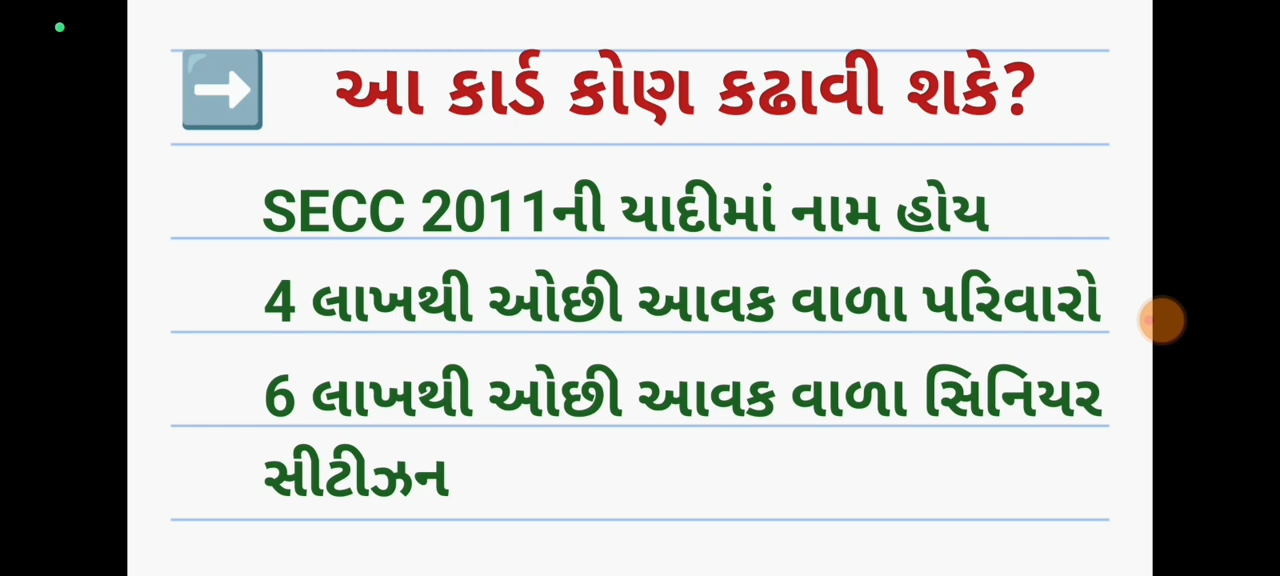 આ કાર્ડ કોણ કઢાવી શકે?
SECC 2011ની યાદીમાં નામ હોય
4 લાખથી ઓછી આવક વાળા પરિવારો
6 લાખથી ઓછી આવક વાળા સિનિયર
સીટીઝન